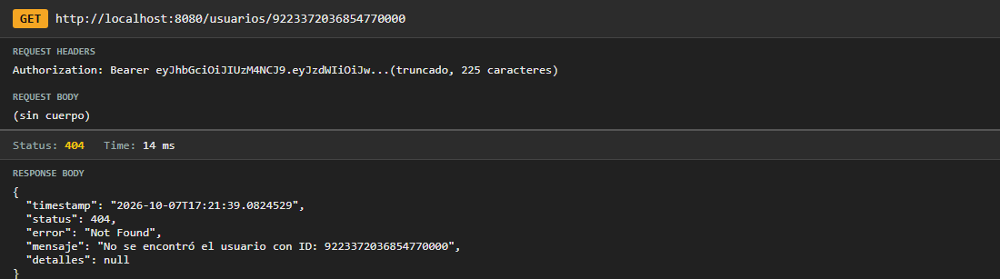 GET http://localhost:8080/usuarios/9223372036854770000
REQUEST HEADERS
Authorization: Bearer eyJhbGciOiJIUzM4NCJ9.eyJzdWIiOiJw...(truncado, 225 caracteres)
REQUEST BODY
(sin cuerpo)
Status: 404 Time: 14 ms
RESPONSE BODY
{
"timestamp": "2026-10-07T17:21:39.0824529",
"status": 404,
"error": "Not Found",
"mensaje": "No se encontró el usuario con ID: 9223372036854770000",
"detalles": null
}